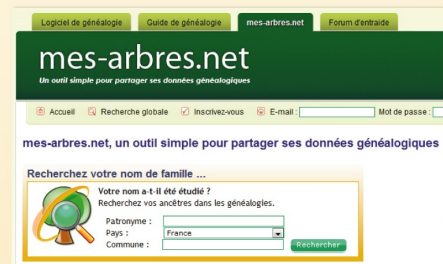 Logiciel de généalogie Guide de généalogie mes-arbres.net Forum d'entraide
mes-arbres.net
Un outil simple pour partager ses données généalogiques
Accueil Recherche globale Inscrivez-vous E-mail : Mot de passe :
mes-arbres.net, un outil simple pour partager ses données généalogiques
Recherchez votre nom de famille ...
Votre nom a-t-il été étudié ?
Recherchez vos ancêtres dans les généalogies.
Patronyme :
Pays : France
Commune : Rechercher